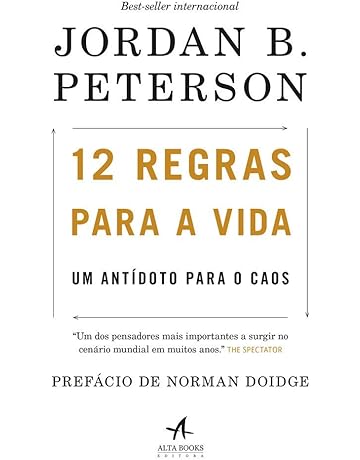 Best-seller internacional
JORDAN B.
PETERSON
12 REGRAS
PARA A VIDA
UM ANTÍDOTO PARA O CAOS
“Um dos pensadores mais importantes a surgir no
cenário mundial em muitos anos.” THE SPECTATOR
PREFÁCIO DE NORMAN DOIDGE
ALTA BOOKS
EDITORA